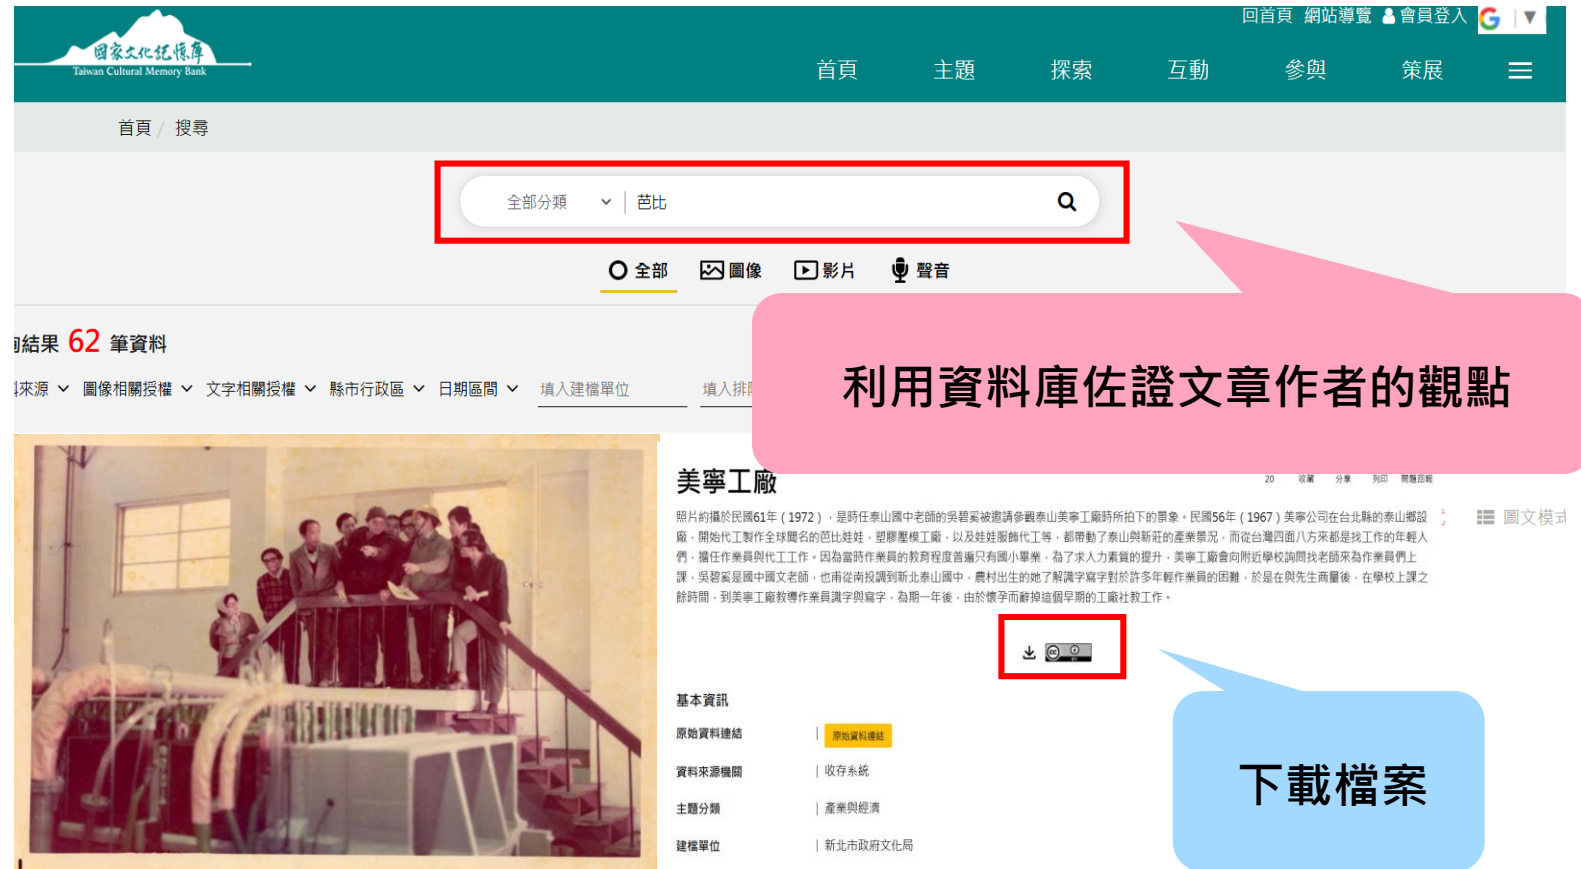 回首頁 網站導覽 會員登入 G
國家文化記憶庫
Taiwan Cultural Memory Bank
首頁 主題 探索 互動 參與 策展
首頁 / 搜尋
全部分類 芭比
全部 圖像 影片 聲音
結果 62 筆資料
來源 圖像相關授權 文字相關授權 縣市行政區 日期區間 填入建檔單位 填入排
利用資料庫佐證文章作者的觀點
美寧工廠
20 收藏 分享 列印 問題回報
圖文模式
照片約攝於民國61年(1972),是時任泰山國中老師的吳碧奚被邀請參觀泰山美寧工廠時所拍下的景象。民國56年(1967)美寧公司在台北縣的泰山鄉設
廠,開始代工製作全球聞名的芭比娃娃,塑膠壓模工廠,以及娃娃服飾代工等,都帶動了泰山與新莊的產業景況,而從台灣四面八方來都是找工作的年輕人
們,擔任作業員與代工工作。因為當時作業員的教育程度普遍只有國小畢業,為了求人力素質的提升,美寧工廠會向附近學校詢問找老師來為作業員們上
課,吳碧奚是國中國文老師,也甫從南投調到新北泰山國中,農村出生的她了解識字寫字對於許多年輕作業員的困難,於是在與先生商量後,在學校上課之
餘時間,到美寧工廠教導作業員識字與寫字,為期一年後,由於懷孕而辭掉這個早期的工廠社教工作。
cc BY
基本資訊
原始資料連結 | 原始資料連結
資料來源機關 | 收存系統
主題分類 | 產業與經濟
建檔單位 | 新北市政府文化局
下載檔案